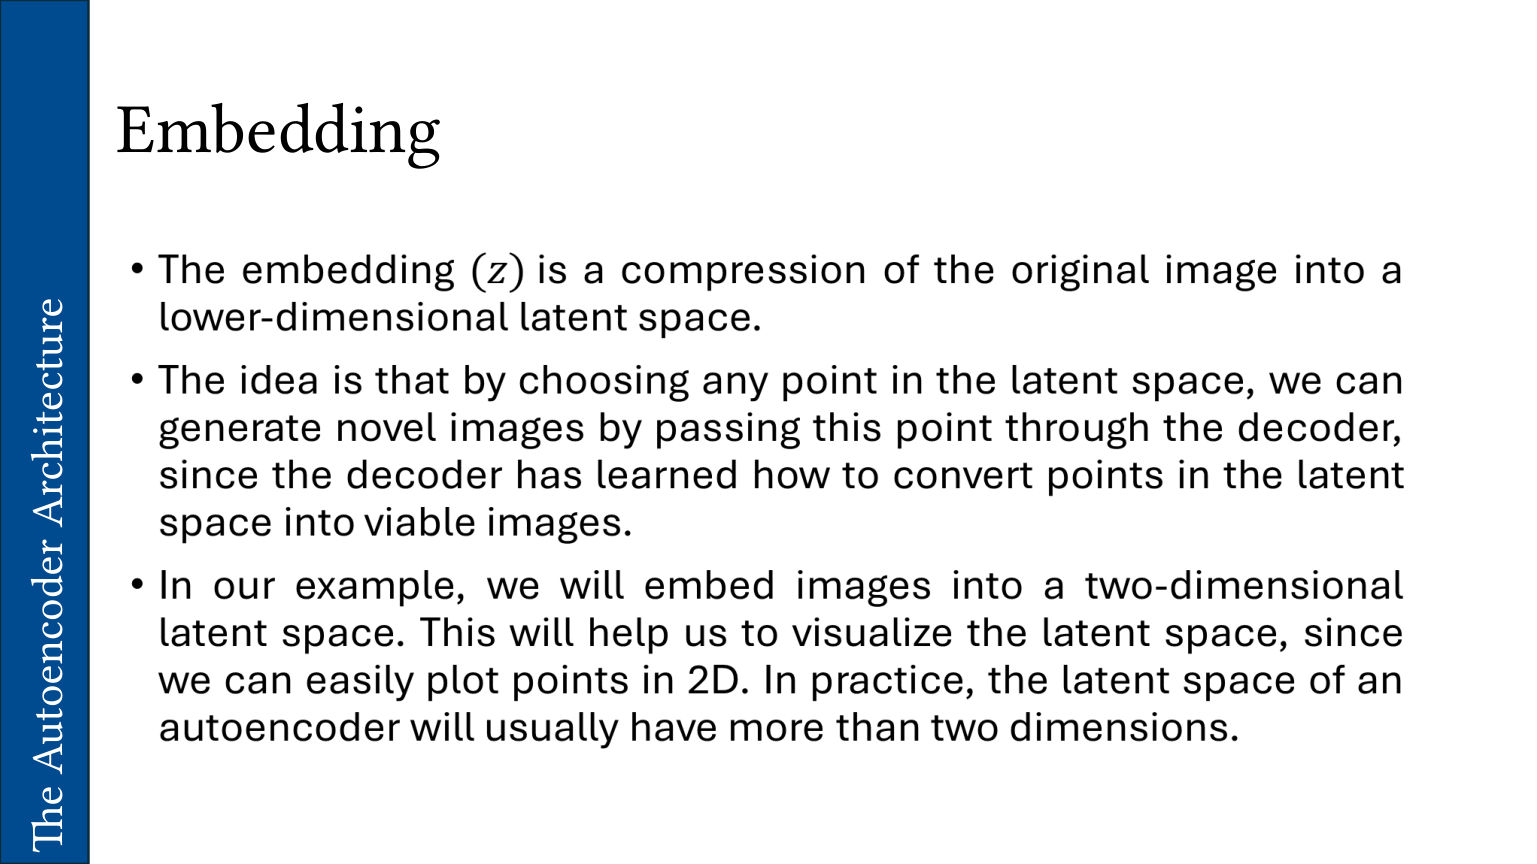 The Autoencoder Architecture
Embedding
• The embedding (z) is a compression of the original image into a
lower-dimensional latent space.
• The idea is that by choosing any point in the latent space, we can
generate novel images by passing this point through the decoder,
since the decoder has learned how to convert points in the latent
space into viable images.
• In our example, we will embed images into a two-dimensional
latent space. This will help us to visualize the latent space, since
we can easily plot points in 2D. In practice, the latent space of an
autoencoder will usually have more than two dimensions.